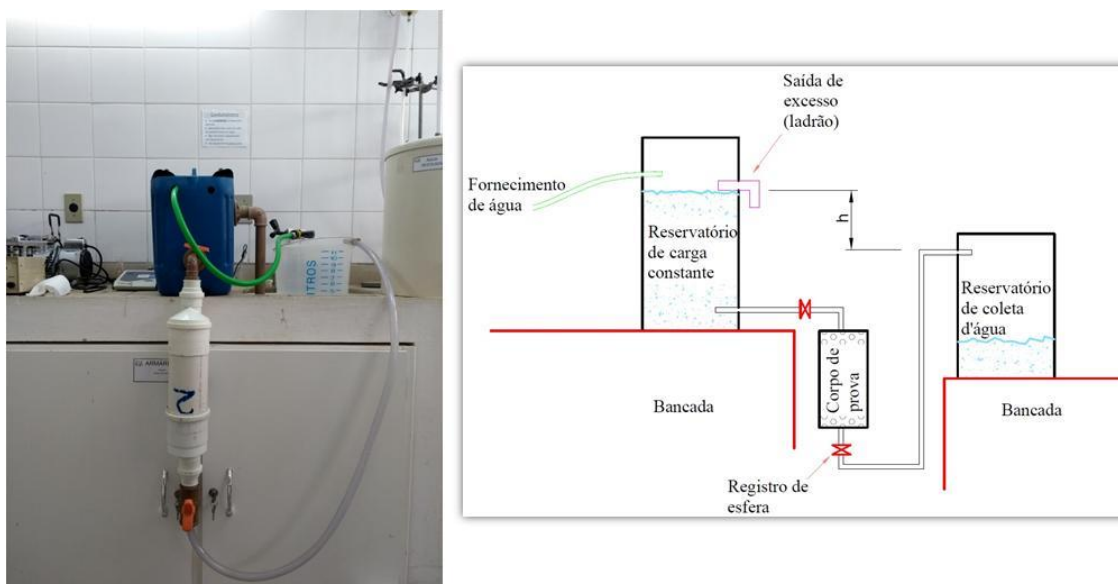 ITROS
2
Saída de
excesso
(ladrão)
Fornecimento
de água
Reservatório
de carga
constante
h
Reservatório
de coleta
d'água
Corpo de
prova
Bancada
Bancada
Registro de
esfera